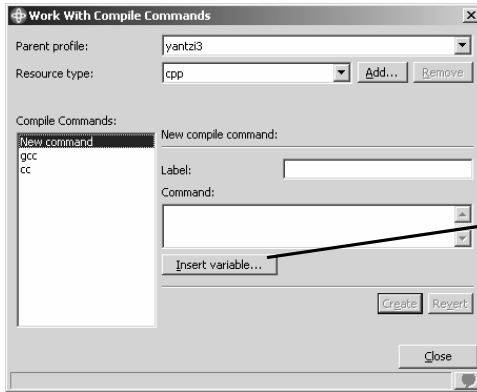 Work With Compile Commands
Parent profile: yantzi3
Resource type: cpp Add... Remove
Compile Commands:
New command
gcc
cc
New compile command:
Label:
Command:
Insert variable...
Create Revert
Close